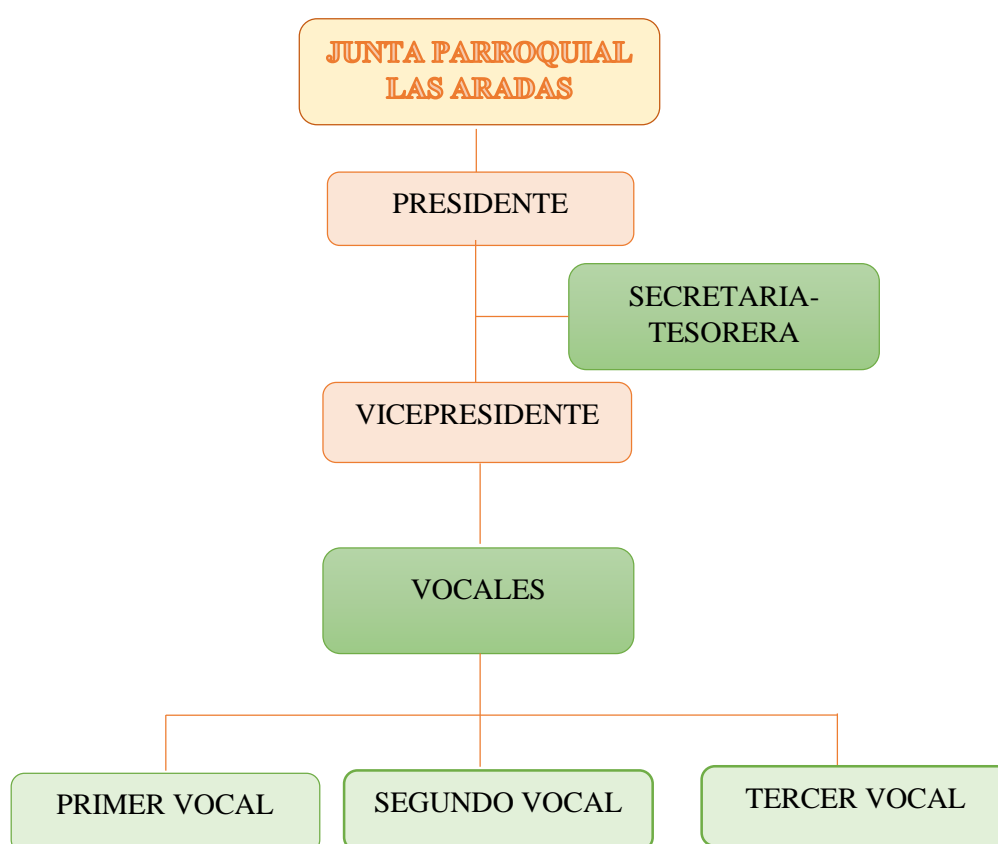 JUNTA PARROQUIAL
LAS ARADAS
PRESIDENTE
SECRETARIA-
TESORERA
VICEPRESIDENTE
VOCALES
PRIMER VOCAL
SEGUNDO VOCAL
TERCER VOCAL